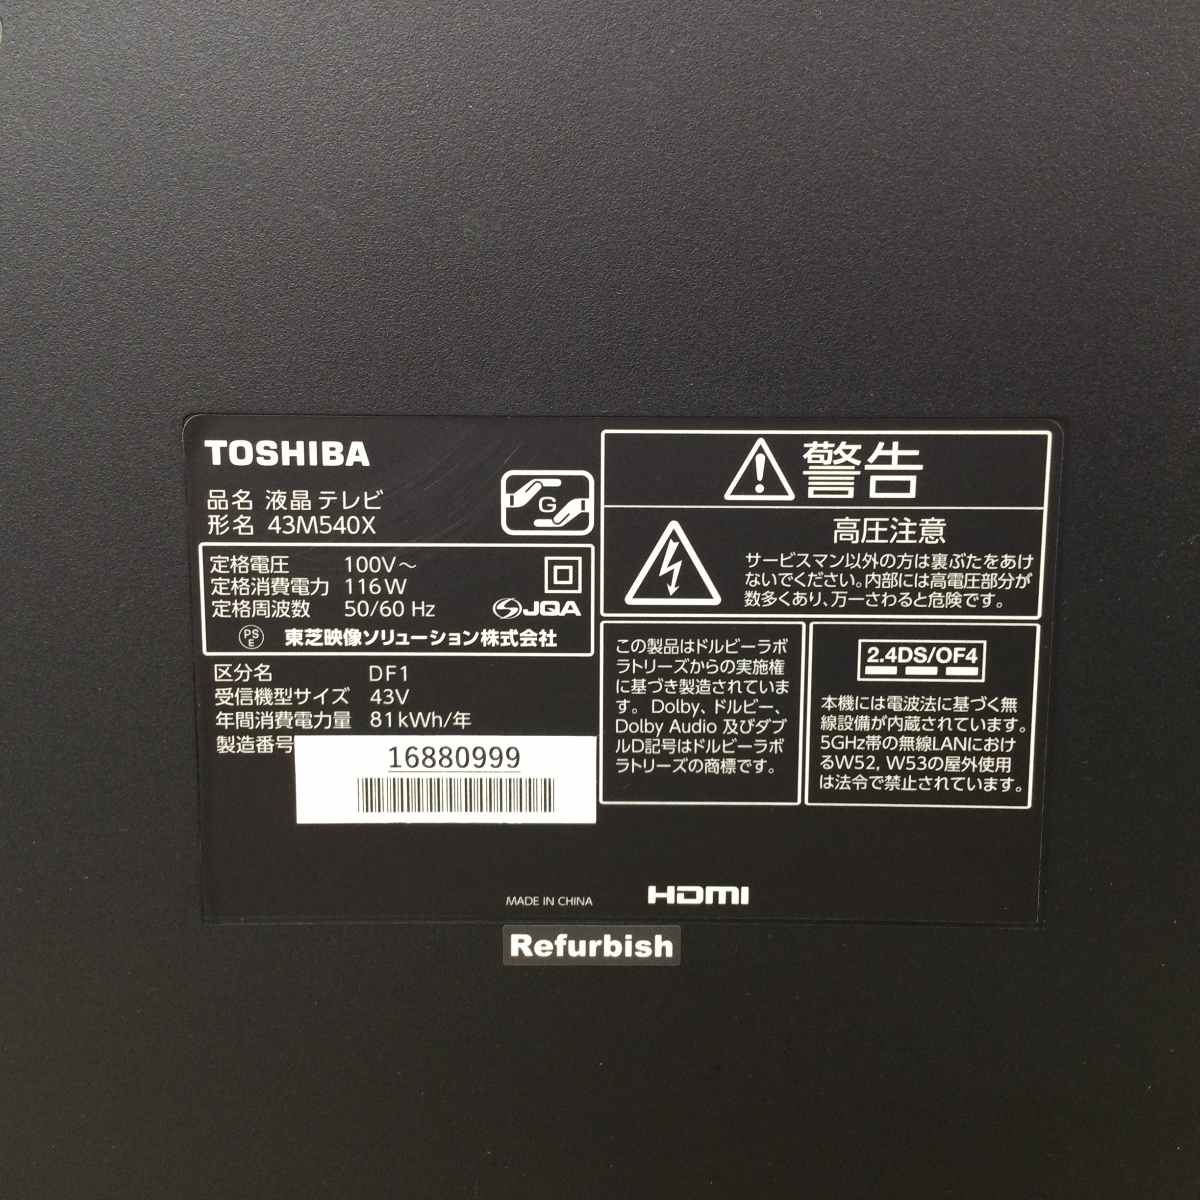 TOSHIBA
品名 液晶テレビ
形名 43M540X
G
定格電圧 100V～
定格消費電力 116W
定格周波数 50/60 Hz
JQA
PS
E
東芝映像ソリューション株式会社
区分名 DF1
受信機型サイズ 43V
年間消費電力量 81kWh/年
製造番号
16880999
警告
高圧注意
サービスマン以外の方は裏ぶたをあけ
ないでください。内部には高電圧部分が
数多くあり、万一さわると危険です。
この製品はドルビーラボ
ラトリーズからの実施権
に基づき製造されていま
す。Dolby、ドルビー、
Dolby Audio 及びダブ
ルD記号はドルビーラボ
ラトリーズの商標です。
2.4DS/OF4
本機には電波法に基づく無
線設備が内蔵されています。
5GHz帯の無線LANにおけ
るW52, W53の屋外使用
は法令で禁止されています。
MADE IN CHINA
HDMI
Refurbish